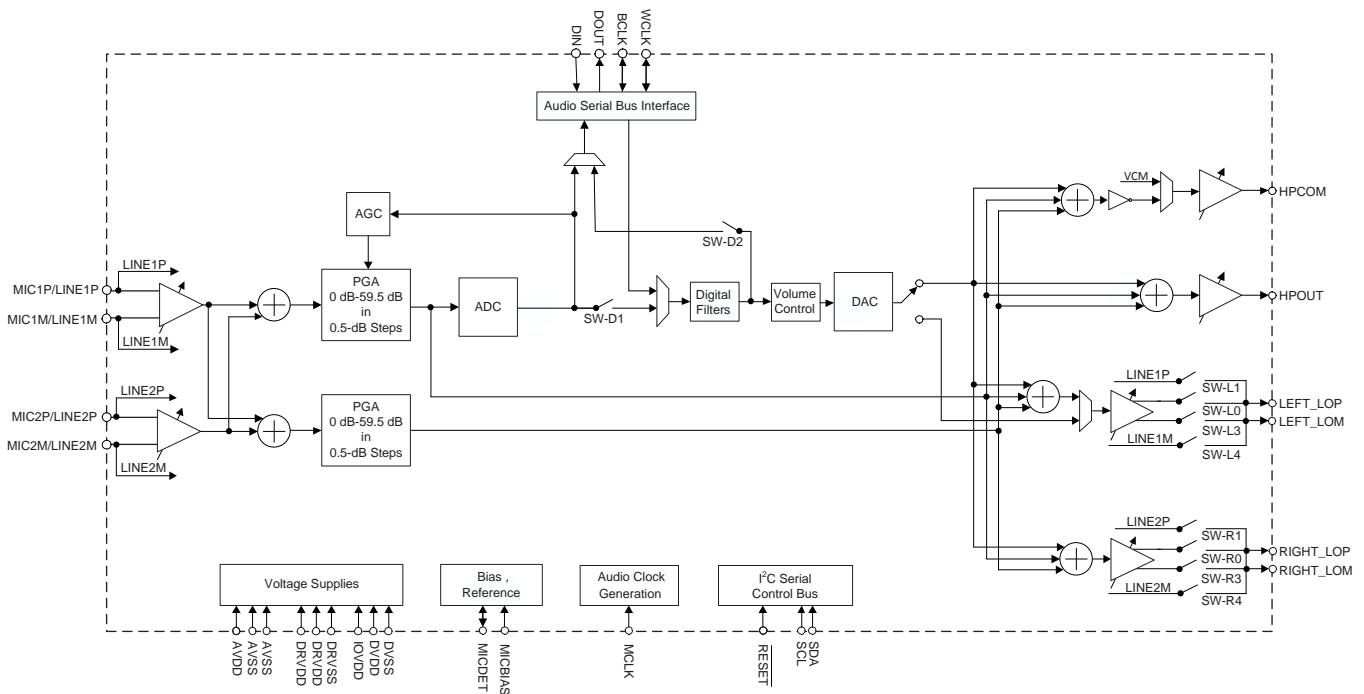 DIN
DOUT
BCLK
WCLK
Audio Serial Bus Interface
VCM
HPCOM
AGC
SW-D2
LINE1P
MIC1P/LINE1P
MIC1M/LINE1M
LINE1M
PGA
0 dB-59.5 dB
in
0.5-dB Steps
ADC
SW-D1
Digital
Filters
Volume
Control
DAC
HPOUT
LINE2P
MIC2P/LINE2P
MIC2M/LINE2M
LINE2M
PGA
0 dB-59.5 dB
in
0.5-dB Steps
LINE1P
SW-L1
SW-L0
SW-L3
LINE1M
SW-L4
LEFT_LOP
LEFT_LOM
LINE2P
SW-R1
SW-R0
SW-R3
LINE2M
SW-R4
RIGHT_LOP
RIGHT_LOM
Voltage Supplies
Bias ,
Reference
Audio Clock
Generation
I²C Serial
Control Bus
AVDD
AVSS
AVSS
DRVDD
DRVDD
DRVSS
IOVDD
DVDD
DVSS
MICDET
MICBIAS
MCLK
RESET
SCL
SDA